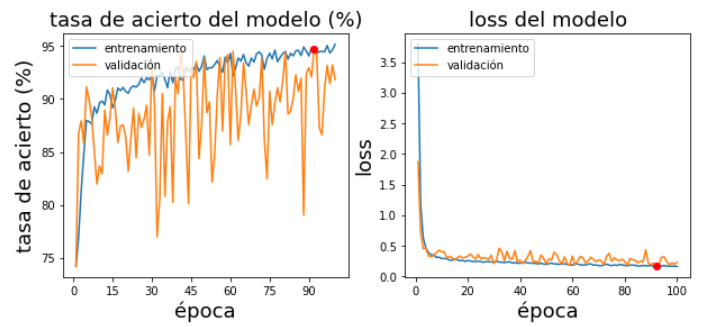 tasa de acierto del modelo (%)
entrenamiento
validación
tasa de acierto (%)
95
90
85
80
75
0
15
30
45
60
75
90
época
loss del modelo
entrenamiento
validación
loss
3.5
3.0
2.5
2.0
1.5
1.0
0.5
0.0
0
20
40
60
80
100
época